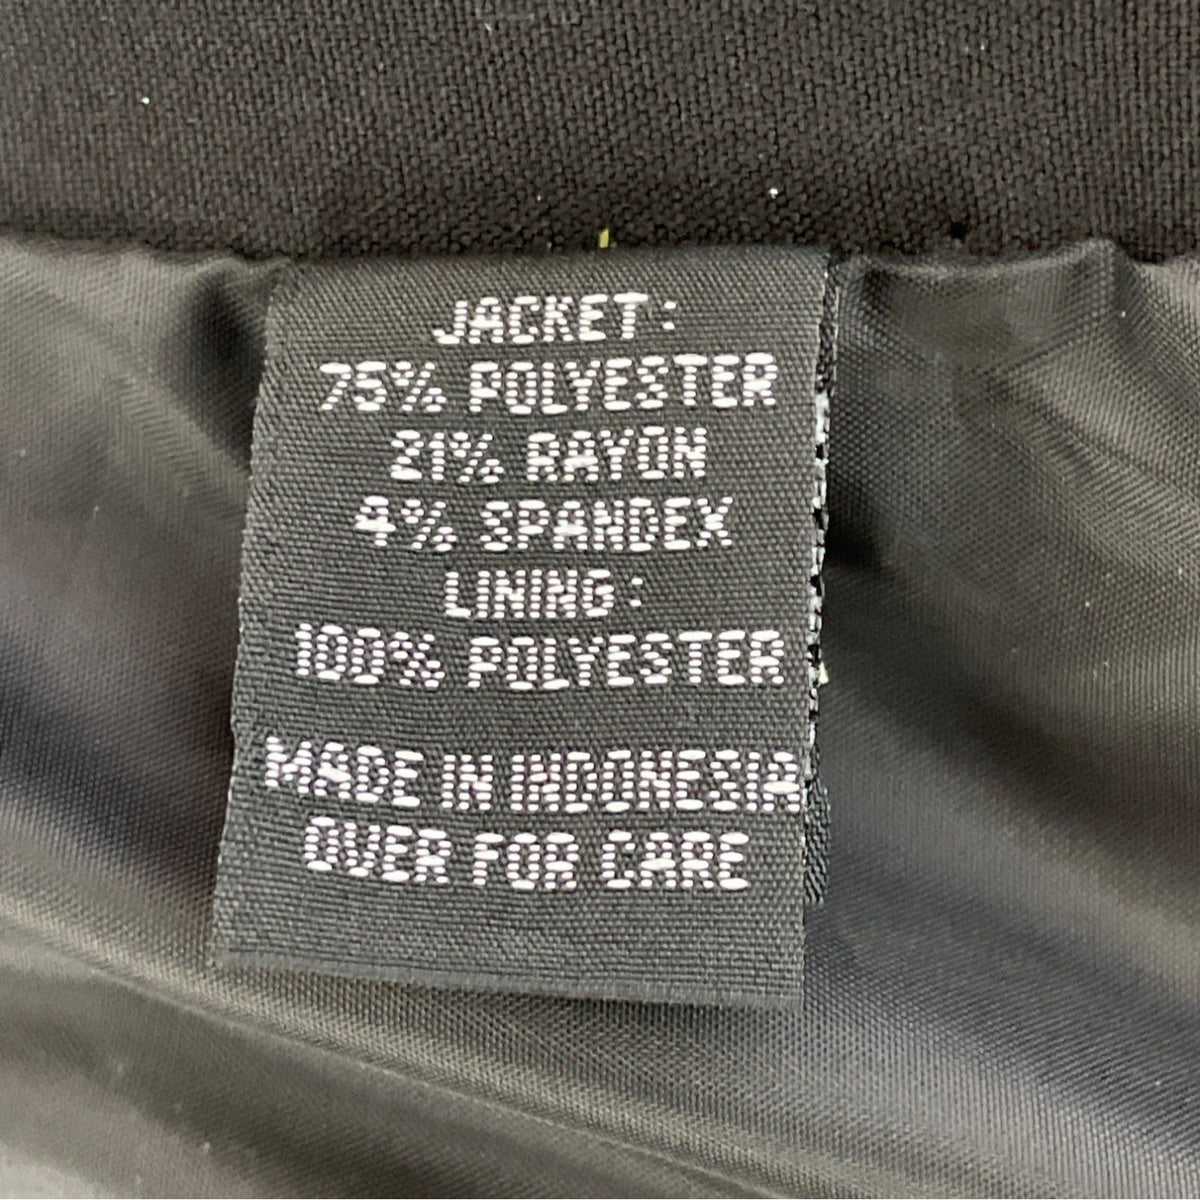 JACKET:
75% POLYESTER
21% RAYON
4% SPANDEX
LINING:
100% POLYESTER
MADE IN INDONESIA
OVER FOR CARE